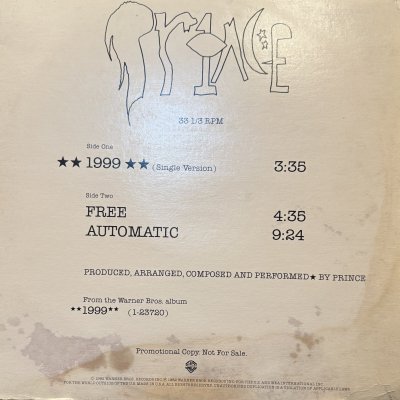 PRINCE
33 1/3 RPM
Side One
★★ 1999 ★★ (Single Version) 3:35
Side Two
FREE 4:35
AUTOMATIC 9:24
PRODUCED, ARRANGED, COMPOSED AND PERFORMED★ BY PRINCE
From the Warner Bros. album
★★1999★★ (1-23720)
Promotional Copy. Not For Sale.